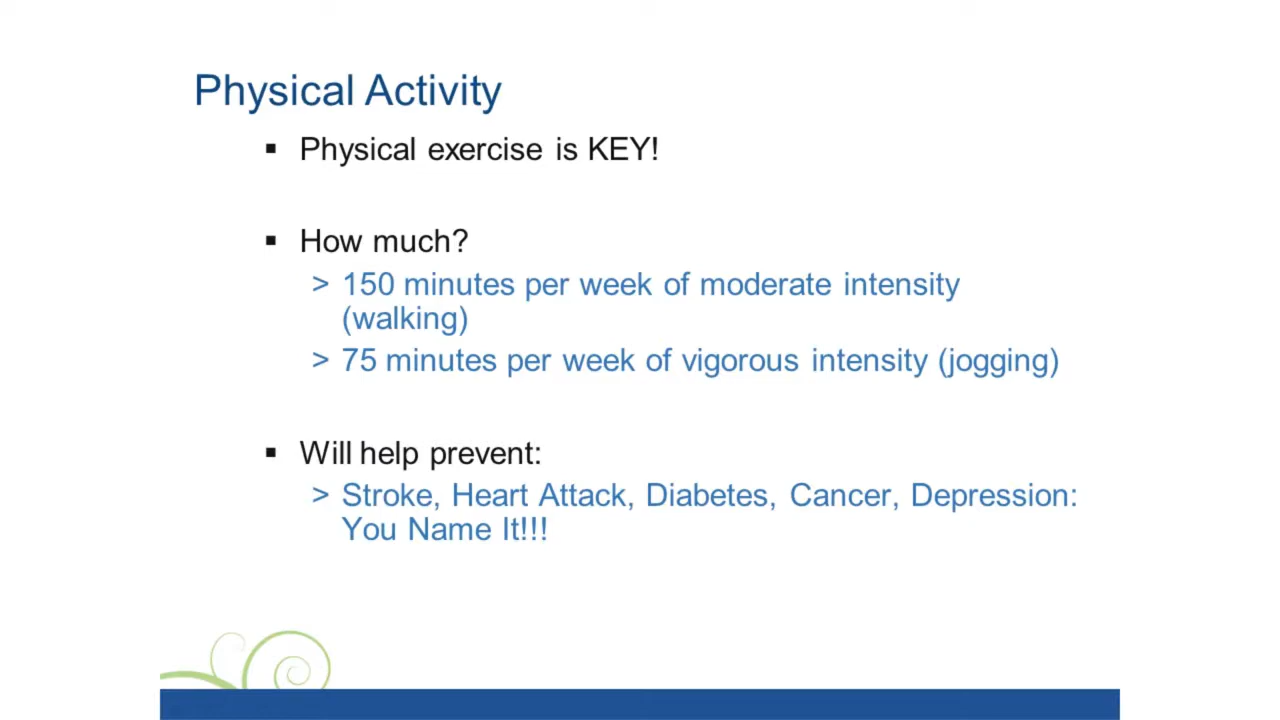 Physical Activity
▪ Physical exercise is KEY!
▪ How much?
> 150 minutes per week of moderate intensity
(walking)
> 75 minutes per week of vigorous intensity (jogging)
▪ Will help prevent:
> Stroke, Heart Attack, Diabetes, Cancer, Depression:
You Name It!!!